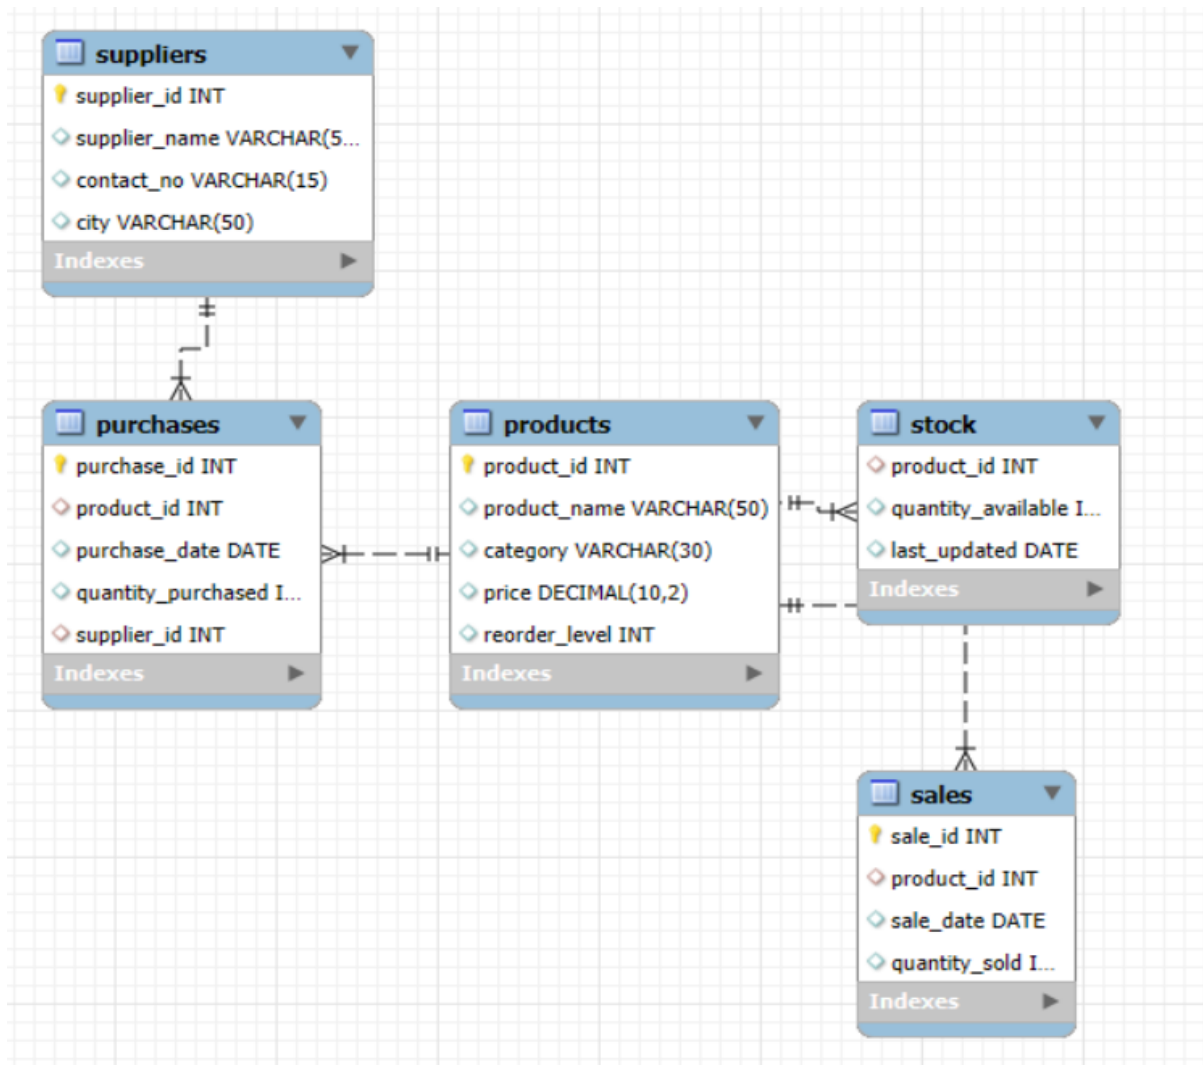 suppliers
supplier_id INT
supplier_name VARCHAR(5...
contact_no VARCHAR(15)
city VARCHAR(50)
Indexes
purchases
purchase_id INT
product_id INT
purchase_date DATE
quantity_purchased I...
supplier_id INT
Indexes
products
product_id INT
product_name VARCHAR(50)
category VARCHAR(30)
price DECIMAL(10,2)
reorder_level INT
Indexes
stock
product_id INT
quantity_available I...
last_updated DATE
Indexes
sales
sale_id INT
product_id INT
sale_date DATE
quantity_sold I...
Indexes